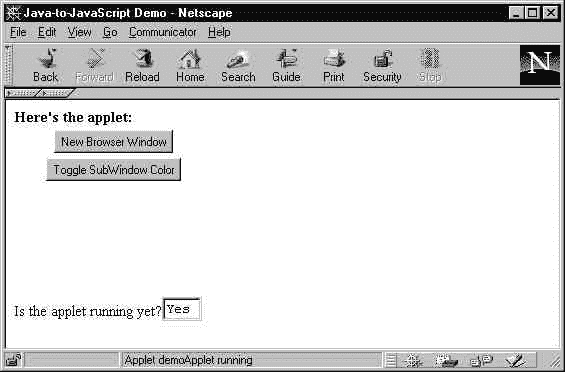 Java-to-JavaScript Demo - Netscape
File Edit View Go Communicator Help
Back Forward Reload Home Search Guide Print Security Stop
N
Here's the applet:
New Browser Window
Toggle SubWindow Color
Is the applet running yet? Yes
Applet demoApplet running